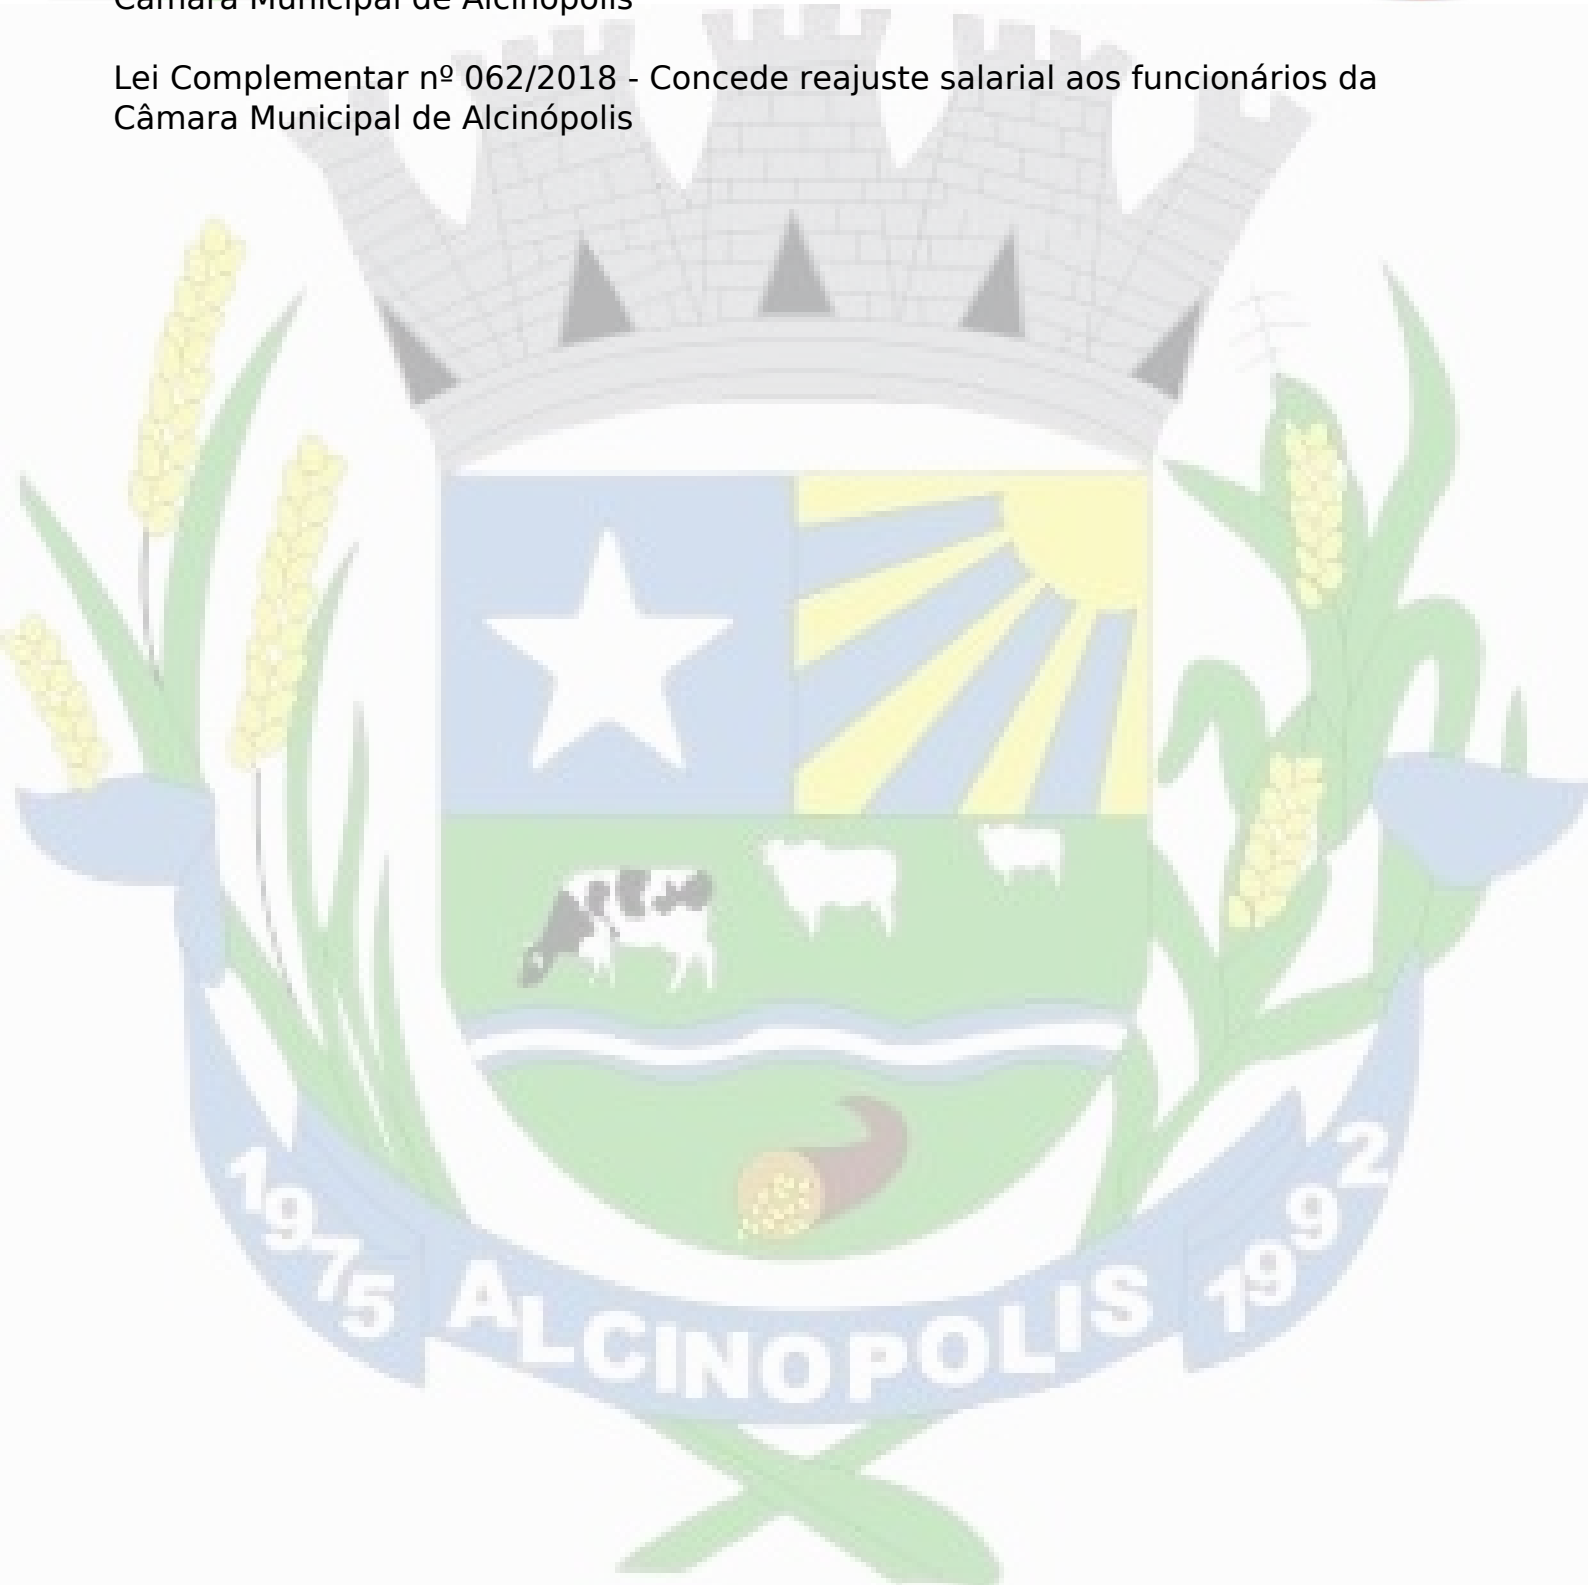 Câmara Municipal de Alcinópolis
Lei Complementar nº 062/2018 - Concede reajuste salarial aos funcionários da
Câmara Municipal de Alcinópolis
1975 ALCINOPOLIS 1992